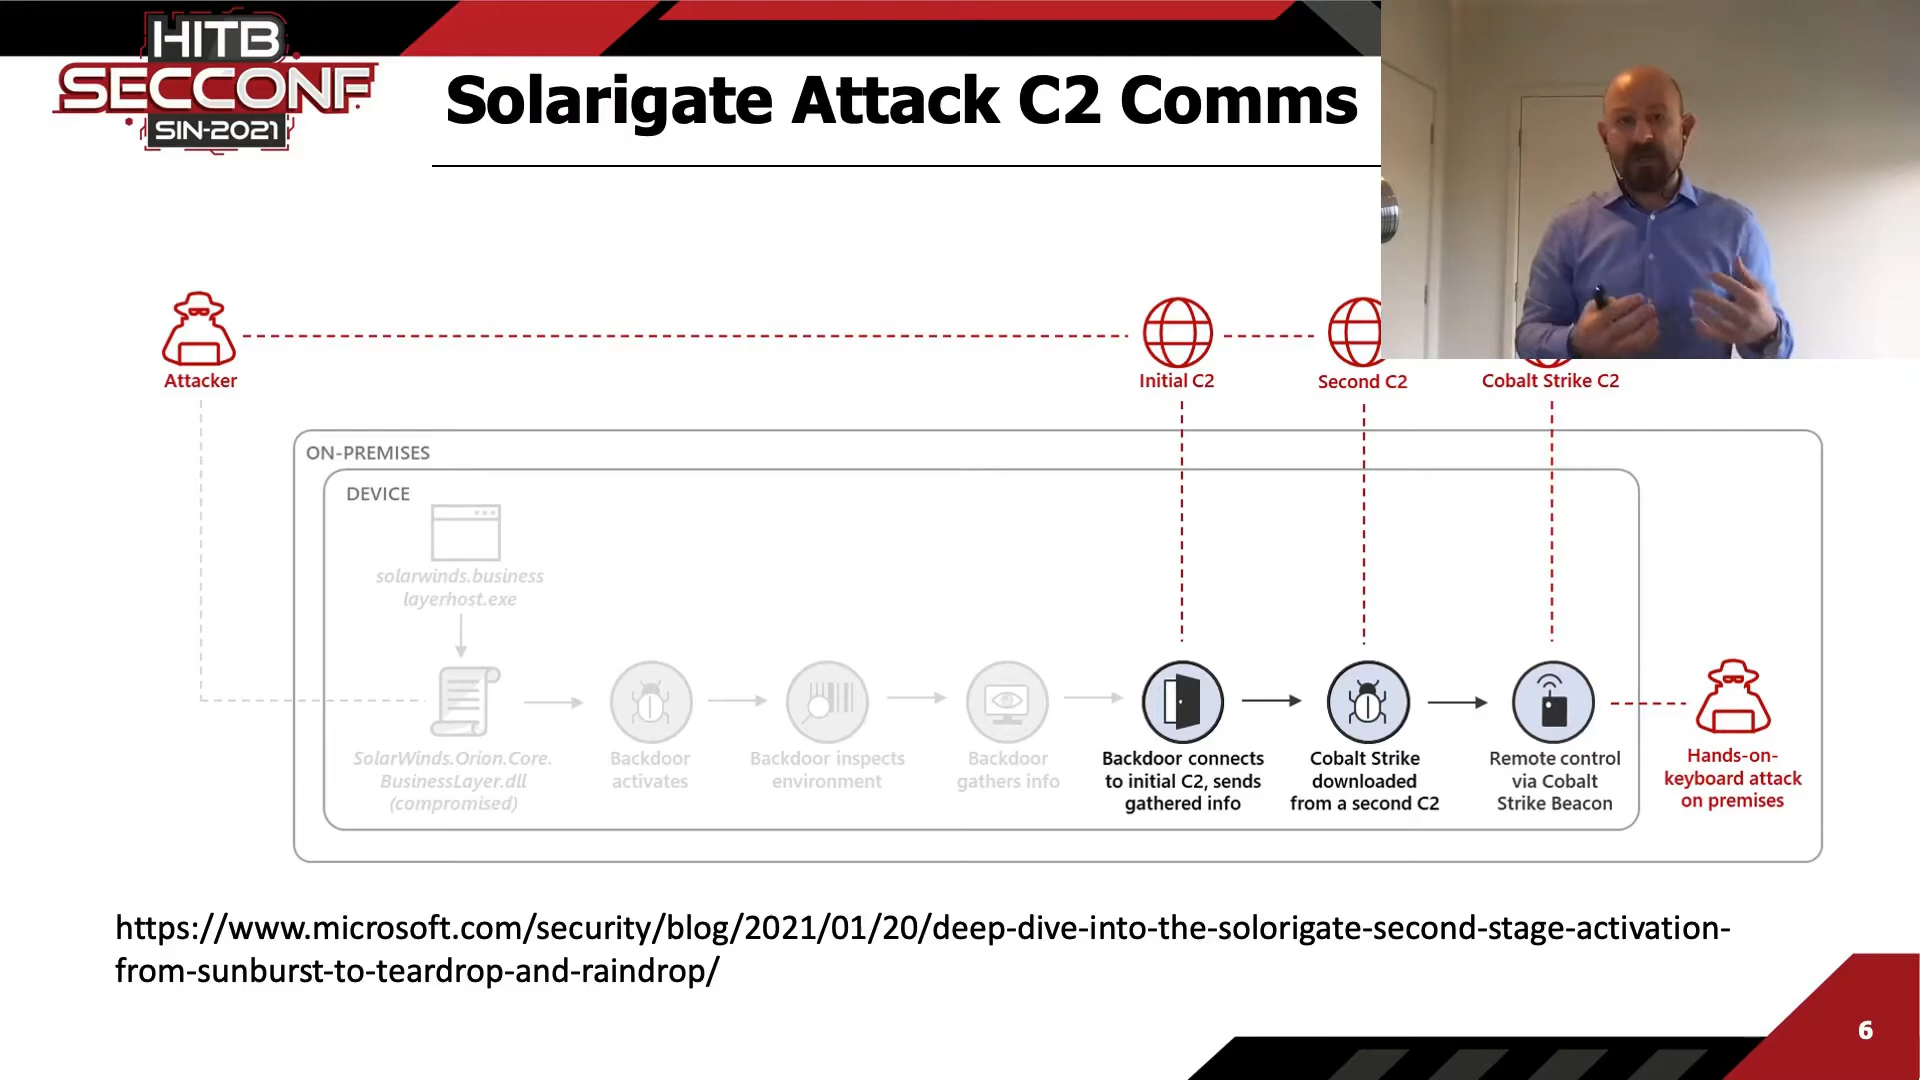 HITB
SECCONF
SIN-2021
Solarigate Attack C2 Comms
Attacker
Initial C2
Second C2
Cobalt Strike C2
ON-PREMISES
DEVICE
solarwinds.business
layerhost.exe
SolarWinds.Orion.Core.
BusinessLayer.dll
(compromised)
Backdoor
activates
Backdoor inspects
environment
Backdoor
gathers info
Backdoor connects
to initial C2, sends
gathered info
Cobalt Strike
downloaded
from a second C2
Remote control
via Cobalt
Strike Beacon
Hands-on-
keyboard attack
on premises
https://www.microsoft.com/security/blog/2021/01/20/deep-dive-into-the-solorigate-second-stage-activation-
from-sunburst-to-teardrop-and-raindrop/
6